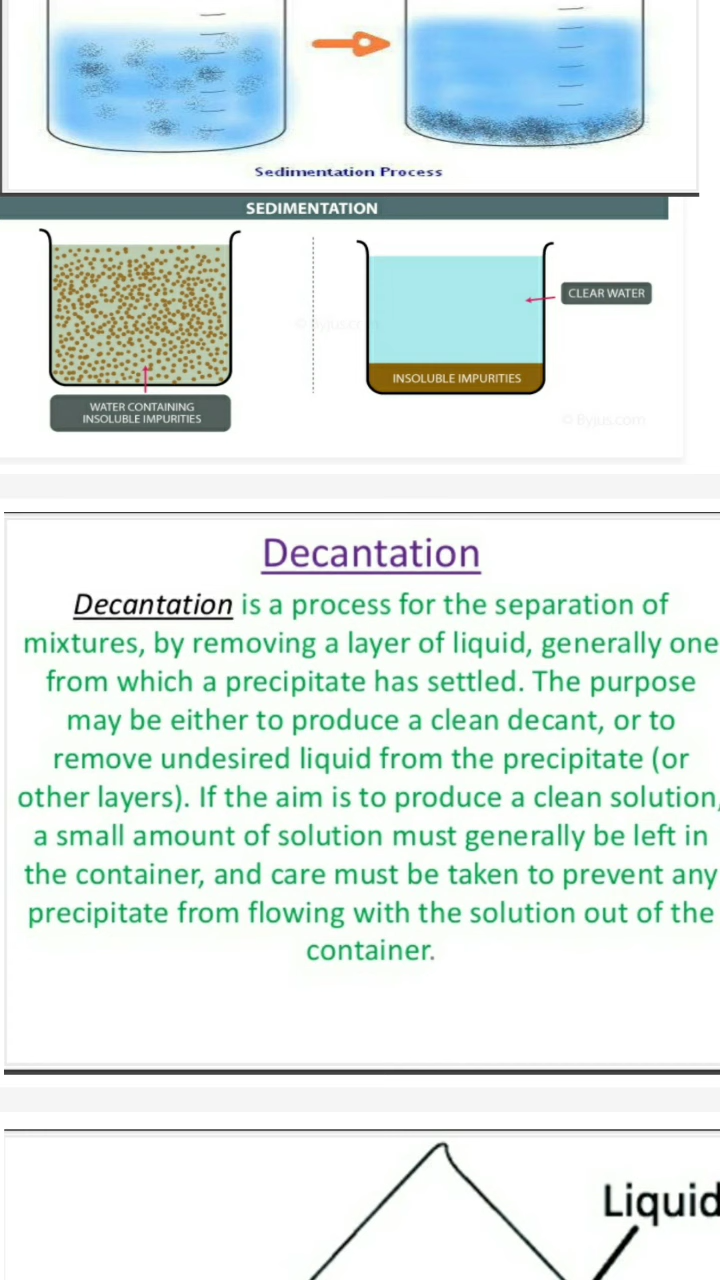 Sedimentation Process
SEDIMENTATION
CLEAR WATER
INSOLUBLE IMPURITIES
WATER CONTAINING
INSOLUBLE IMPURITIES
© Byjus.com
© Byjus.com
Decantation
Decantation is a process for the separation of
mixtures, by removing a layer of liquid, generally one
from which a precipitate has settled. The purpose
may be either to produce a clean decant, or to
remove undesired liquid from the precipitate (or
other layers). If the aim is to produce a clean solution,
a small amount of solution must generally be left in
the container, and care must be taken to prevent any
precipitate from flowing with the solution out of the
container.
Liquid